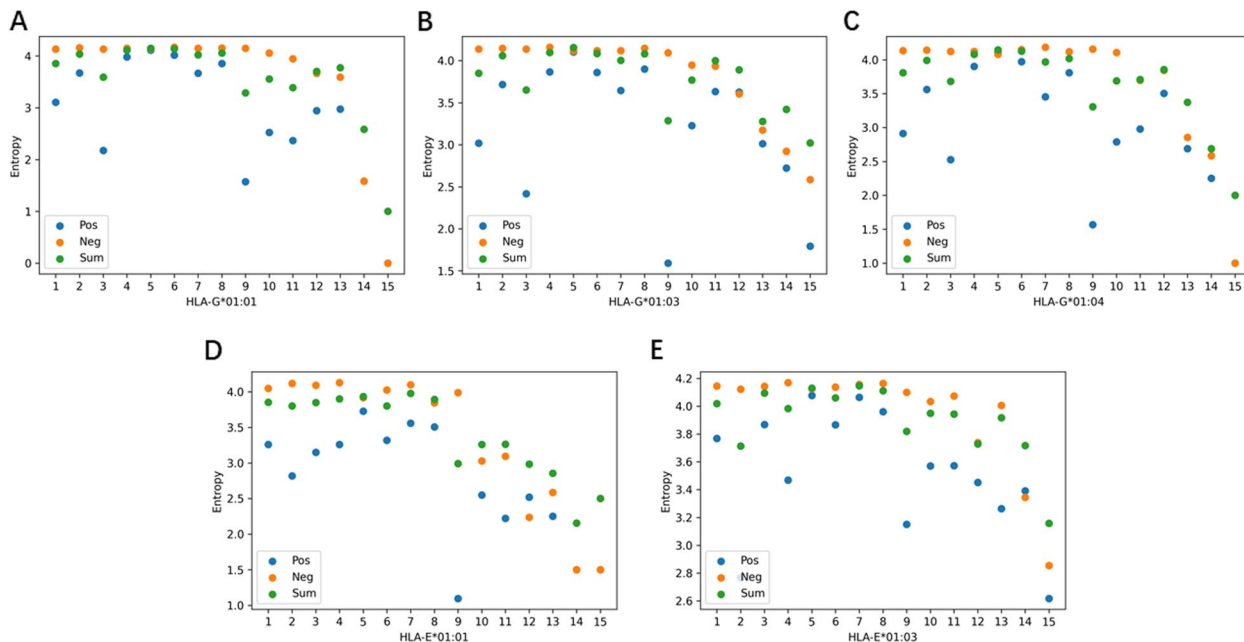 A
Entropy
4
3
2
1
0
Pos
Neg
Sum
1 2 3 4 5 6 7 8 9 10 11 12 13 14 15
HLA-G*01:01
B
Entropy
4.0
3.5
3.0
2.5
2.0
1.5
Pos
Neg
Sum
1 2 3 4 5 6 7 8 9 10 11 12 13 14 15
HLA-G*01:03
C
Entropy
4.0
3.5
3.0
2.5
2.0
1.5
1.0
Pos
Neg
Sum
1 2 3 4 5 6 7 8 9 10 11 12 13 14 15
HLA-G*01:04
D
Entropy
4.0
3.5
3.0
2.5
2.0
1.5
1.0
Pos
Neg
Sum
1 2 3 4 5 6 7 8 9 10 11 12 13 14 15
HLA-E*01:01
E
Entropy
4.2
4.0
3.8
3.6
3.4
3.2
3.0
2.8
2.6
Pos
Neg
Sum
1 2 3 4 5 6 7 8 9 10 11 12 13 14 15
HLA-E*01:03